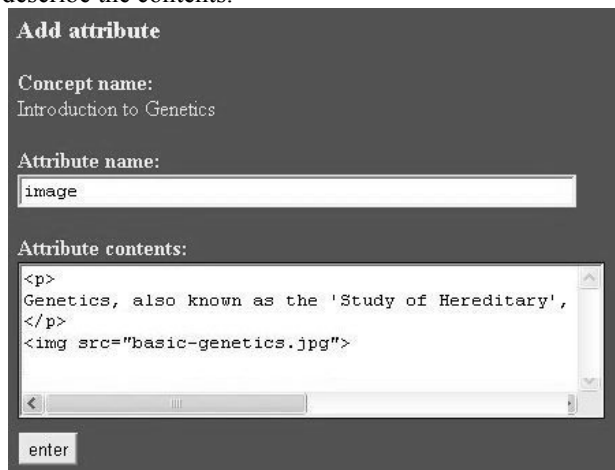 describe the contents.
Add attribute
Concept name:
Introduction to Genetics
Attribute name:
image
Attribute contents:
<p>
Genetics, also known as the 'Study of Hereditary',
</p>
<img src="basic-genetics.jpg">
enter